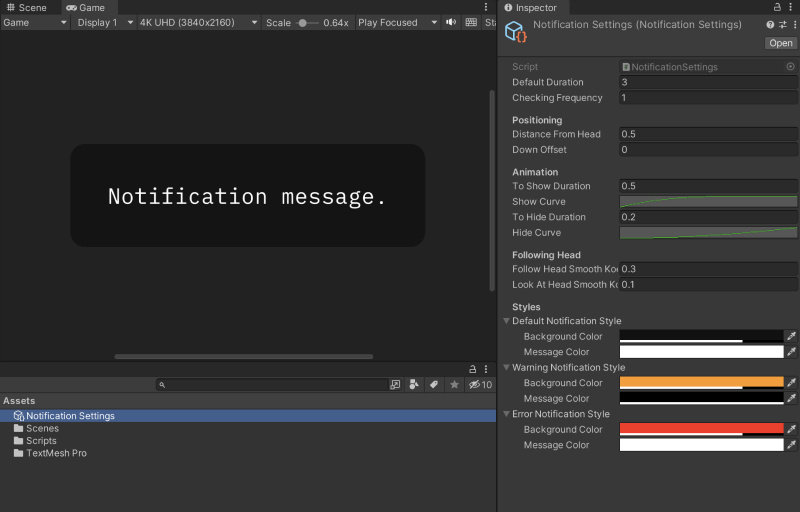 Scene Game
Game Display 1 4K UHD (3840x2160) Scale 0.64x Play Focused
Notification message.
10
Assets
Notification Settings
Scenes
Scripts
TextMesh Pro
Inspector
Notification Settings (Notification Settings)
Open
Script NotificationSettings
Default Duration 3
Checking Frequency 1
Positioning
Distance From Head 0.5
Down Offset 0
Animation
To Show Duration 0.5
Show Curve
To Hide Duration 0.2
Hide Curve
Following Head
Follow Head Smooth Koe 0.3
Look At Head Smooth Ko 0.1
Styles
Default Notification Style
Background Color
Message Color
Warning Notification Style
Background Color
Message Color
Error Notification Style
Background Color
Message Color